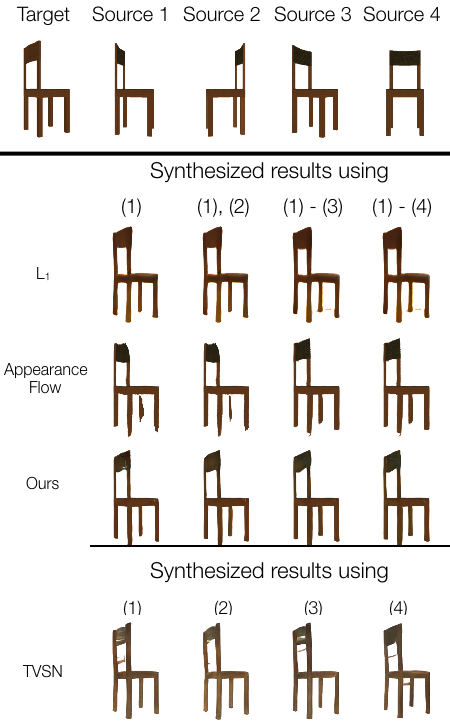 Target Source 1 Source 2 Source 3 Source 4
Synthesized results using
(1) (1), (2) (1) - (3) (1) - (4)
L₁
Appearance
Flow
Ours
Synthesized results using
(1) (2) (3) (4)
TVSN